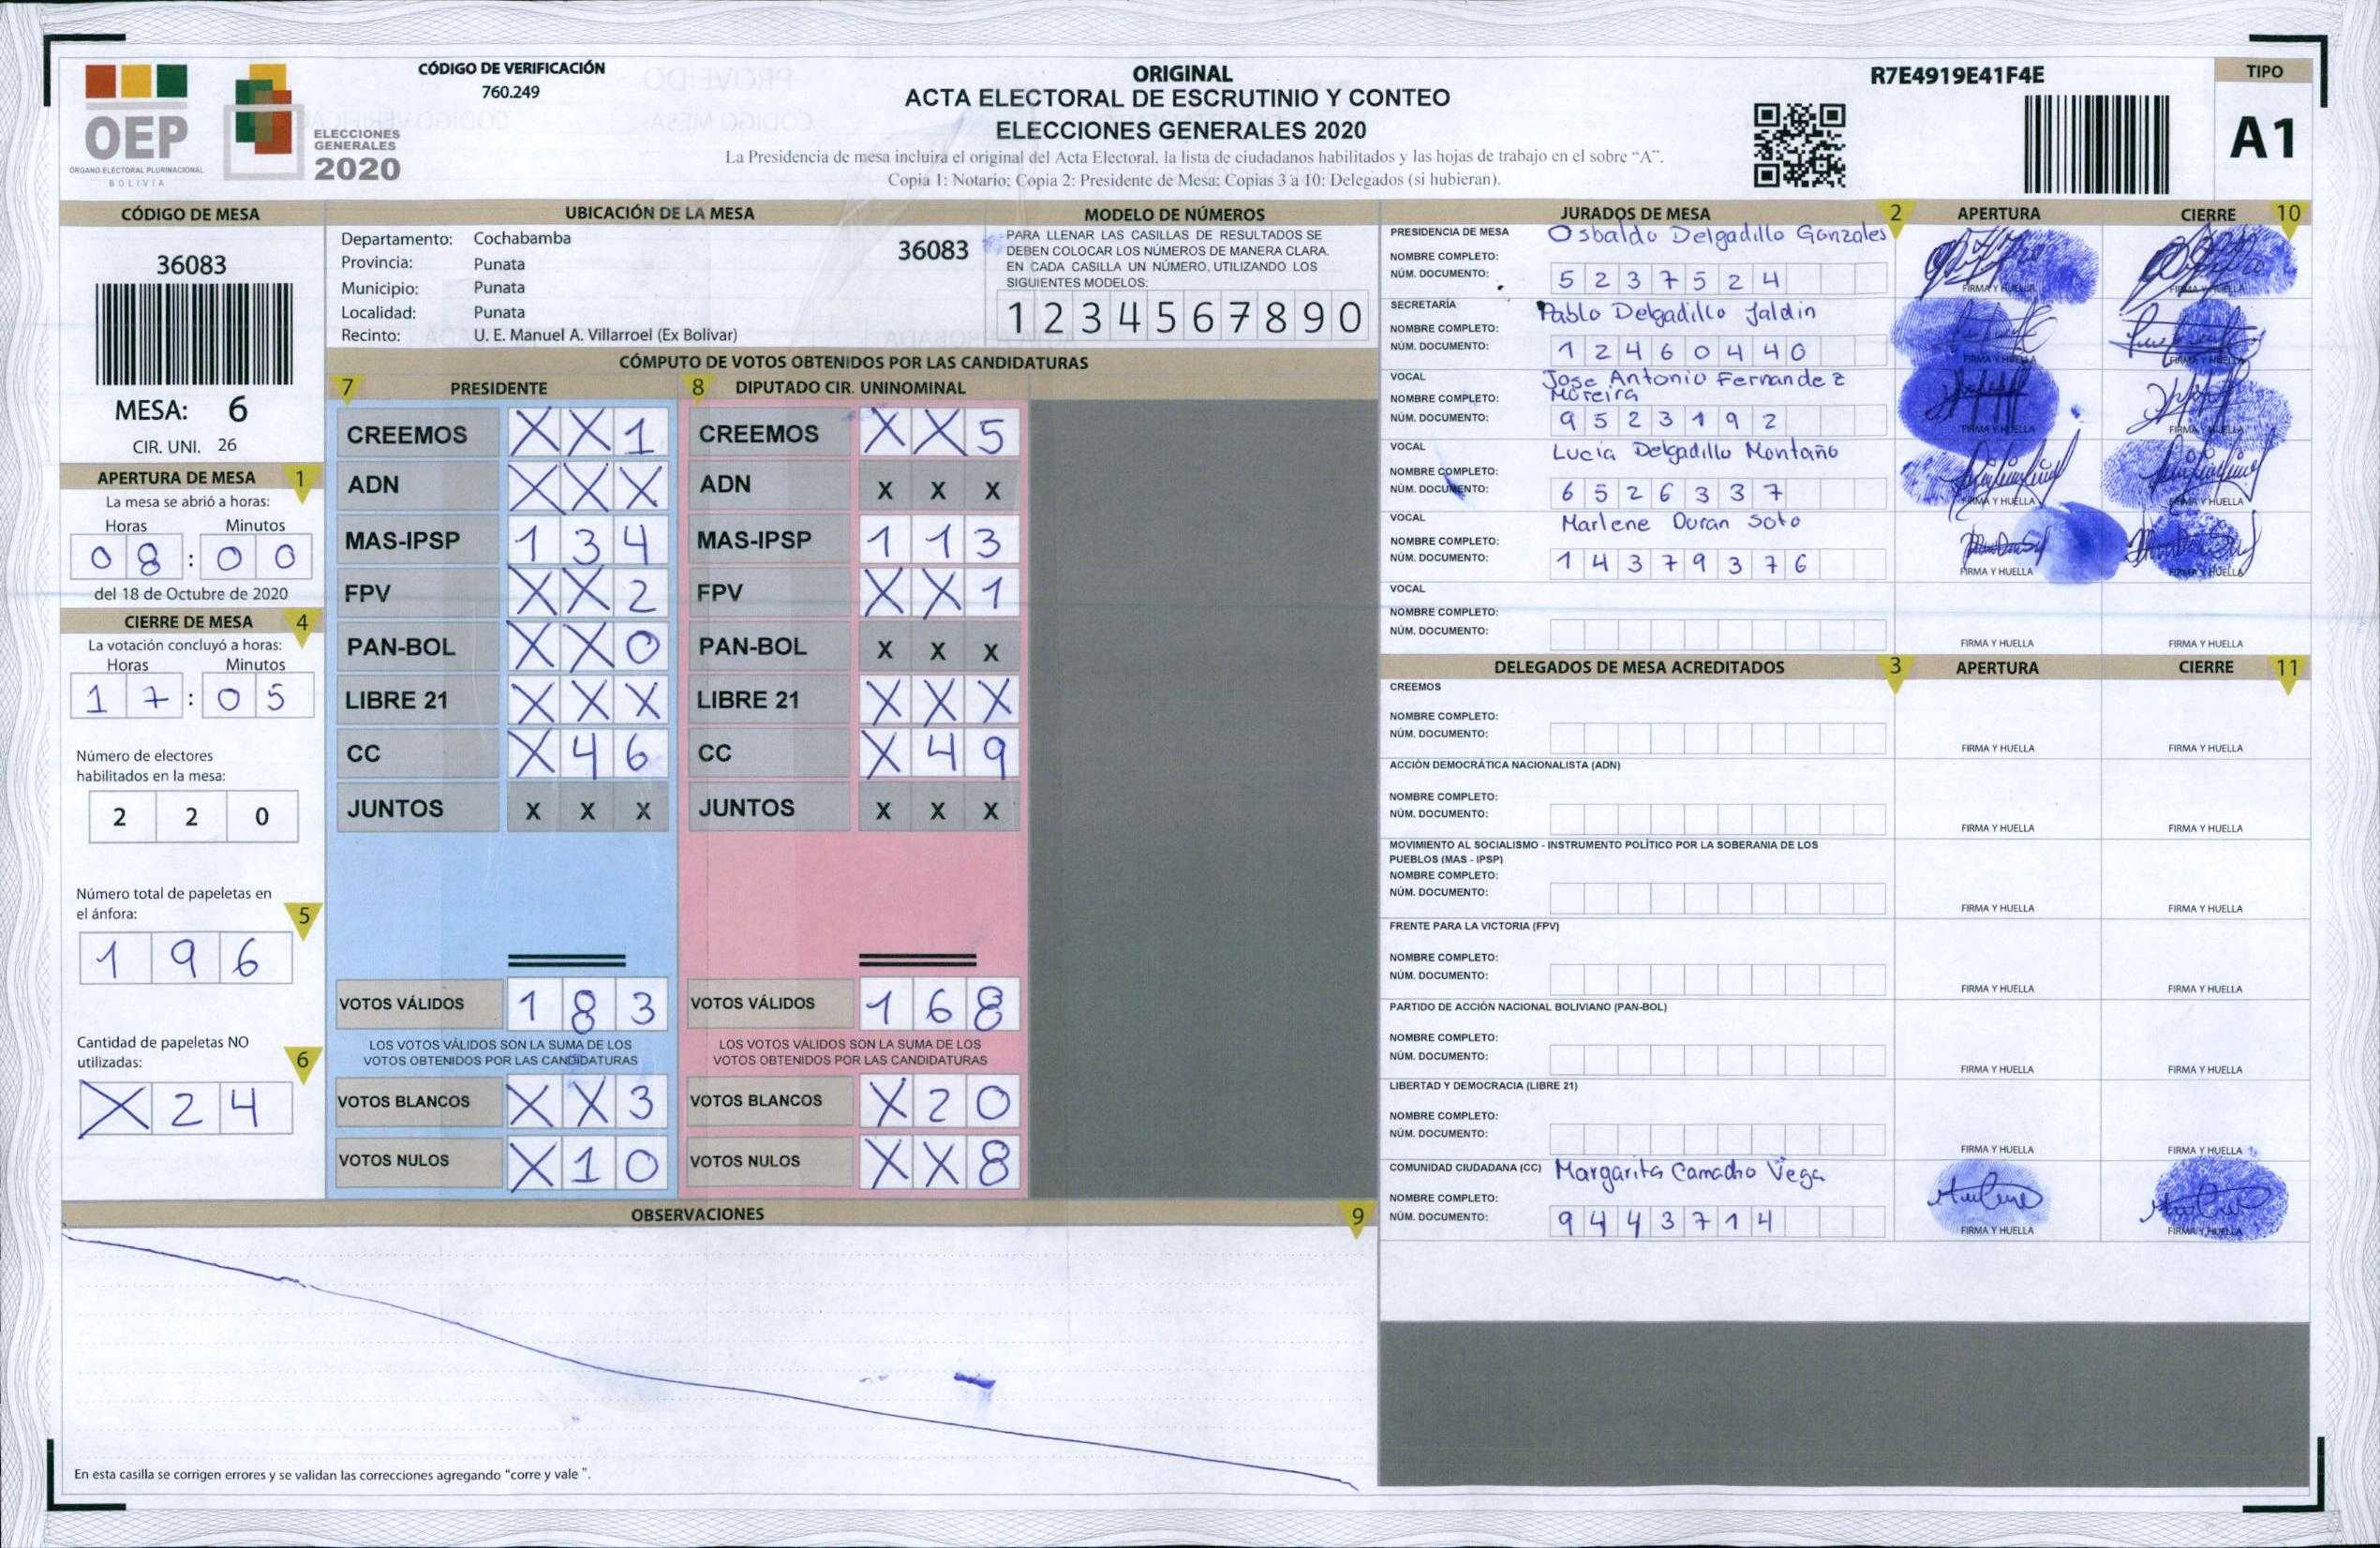 OEP
ÓRGANO ELECTORAL PLURINACIONAL
BOLIVIA
ELECCIONES
GENERALES
2020
CÓDIGO DE VERIFICACIÓN
760.249
ORIGINAL
ACTA ELECTORAL DE ESCRUTINIO Y CONTEO
ELECCIONES GENERALES 2020
La Presidencia de mesa incluira el original del Acta Electoral, la lista de ciudadanos habilitados y las hojas de trabajo en el sobre “A”.
Copia 1: Notario; Copia 2: Presidente de Mesa; Copias 3 a 10: Delegados (si hubieran).
R7E4919E41F4E
TIPO
A1
CÓDIGO DE MESA
36083
MESA: 6
CIR. UNI. 26
UBICACIÓN DE LA MESA
Departamento: Cochabamba
Provincia: Punata
Municipio: Punata
Localidad: Punata
Recinto: U. E. Manuel A. Villarroel (Ex Bolivar)
36083
MODELO DE NÚMEROS
PARA LLENAR LAS CASILLAS DE RESULTADOS SE
DEBEN COLOCAR LOS NÚMEROS DE MANERA CLARA.
EN CADA CASILLA UN NÚMERO, UTILIZANDO LOS
SIGUIENTES MODELOS:
1 2 3 4 5 6 7 8 9 0
APERTURA DE MESA 1
La mesa se abrió a horas:
Horas Minutos
0 8 : 0 0
del 18 de Octubre de 2020
CIERRE DE MESA 4
La votación concluyó a horas:
Horas Minutos
1 7 : 0 5
Número de electores
habilitados en la mesa:
2 2 0
Número total de papeletas en
el ánfora: 5
1 9 6
Cantidad de papeletas NO
utilizadas: 6
X 2 4
CÓMPUTO DE VOTOS OBTENIDOS POR LAS CANDIDATURAS
7 PRESIDENTE
CREEMOS X X 1
ADN X X X
MAS-IPSP 1 3 4
FPV X X 2
PAN-BOL X X 0
LIBRE 21 X X X
CC X 4 6
JUNTOS X X X
VOTOS VÁLIDOS 1 8 3
LOS VOTOS VÁLIDOS SON LA SUMA DE LOS
VOTOS OBTENIDOS POR LAS CANDIDATURAS
VOTOS BLANCOS X X 3
VOTOS NULOS X 1 0
8 DIPUTADO CIR. UNINOMINAL
CREEMOS X X 5
ADN X X X
MAS-IPSP 1 1 3
FPV X X 1
PAN-BOL X X X
LIBRE 21 X X X
CC X 4 9
JUNTOS X X X
VOTOS VÁLIDOS 1 6 8
LOS VOTOS VÁLIDOS SON LA SUMA DE LOS
VOTOS OBTENIDOS POR LAS CANDIDATURAS
VOTOS BLANCOS X 2 0
VOTOS NULOS X X 8
OBSERVACIONES 9
En esta casilla se corrigen errores y se validan las correcciones agregando “corre y vale ”.
JURADOS DE MESA 2 APERTURA CIERRE 10
PRESIDENCIA DE MESA Osbaldo Delgadillo Gonzales
NOMBRE COMPLETO:
NÚM. DOCUMENTO: 5 2 3 7 5 2 4
FIRMA Y HUELLA FIRMA Y HUELLA
SECRETARÍA Pablo Delgadillo Jaldin
NOMBRE COMPLETO:
NÚM. DOCUMENTO: 1 2 4 6 0 4 4 0
FIRMA Y HUELLA FIRMA Y HUELLA
VOCAL Jose Antonio Fernandez
NOMBRE COMPLETO: Moreira
NÚM. DOCUMENTO: 9 5 2 3 1 9 2
FIRMA Y HUELLA FIRMA Y HUELLA
VOCAL Lucia Delgadillo Montaño
NOMBRE COMPLETO:
NÚM. DOCUMENTO: 6 5 2 6 3 3 7
FIRMA Y HUELLA FIRMA Y HUELLA
VOCAL Marlene Duran Soto
NOMBRE COMPLETO:
NÚM. DOCUMENTO: 1 4 3 7 9 3 7 6
FIRMA Y HUELLA FIRMA Y HUELLA
VOCAL
NOMBRE COMPLETO:
NÚM. DOCUMENTO:
FIRMA Y HUELLA FIRMA Y HUELLA
DELEGADOS DE MESA ACREDITADOS 3 APERTURA CIERRE 11
CREEMOS
NOMBRE COMPLETO:
NÚM. DOCUMENTO:
FIRMA Y HUELLA FIRMA Y HUELLA
ACCIÓN DEMOCRÁTICA NACIONALISTA (ADN)
NOMBRE COMPLETO:
NÚM. DOCUMENTO:
FIRMA Y HUELLA FIRMA Y HUELLA
MOVIMIENTO AL SOCIALISMO - INSTRUMENTO POLÍTICO POR LA SOBERANIA DE LOS
PUEBLOS (MAS - IPSP)
NOMBRE COMPLETO:
NÚM. DOCUMENTO:
FIRMA Y HUELLA FIRMA Y HUELLA
FRENTE PARA LA VICTORIA (FPV)
NOMBRE COMPLETO:
NÚM. DOCUMENTO:
FIRMA Y HUELLA FIRMA Y HUELLA
PARTIDO DE ACCIÓN NACIONAL BOLIVIANO (PAN-BOL)
NOMBRE COMPLETO:
NÚM. DOCUMENTO:
FIRMA Y HUELLA FIRMA Y HUELLA
LIBERTAD Y DEMOCRACIA (LIBRE 21)
NOMBRE COMPLETO:
NÚM. DOCUMENTO:
FIRMA Y HUELLA FIRMA Y HUELLA
COMUNIDAD CIUDADANA (CC) Margarita Camacho Vega
NOMBRE COMPLETO:
NÚM. DOCUMENTO: 9 4 4 3 7 1 4
FIRMA Y HUELLA FIRMA Y HUELLA